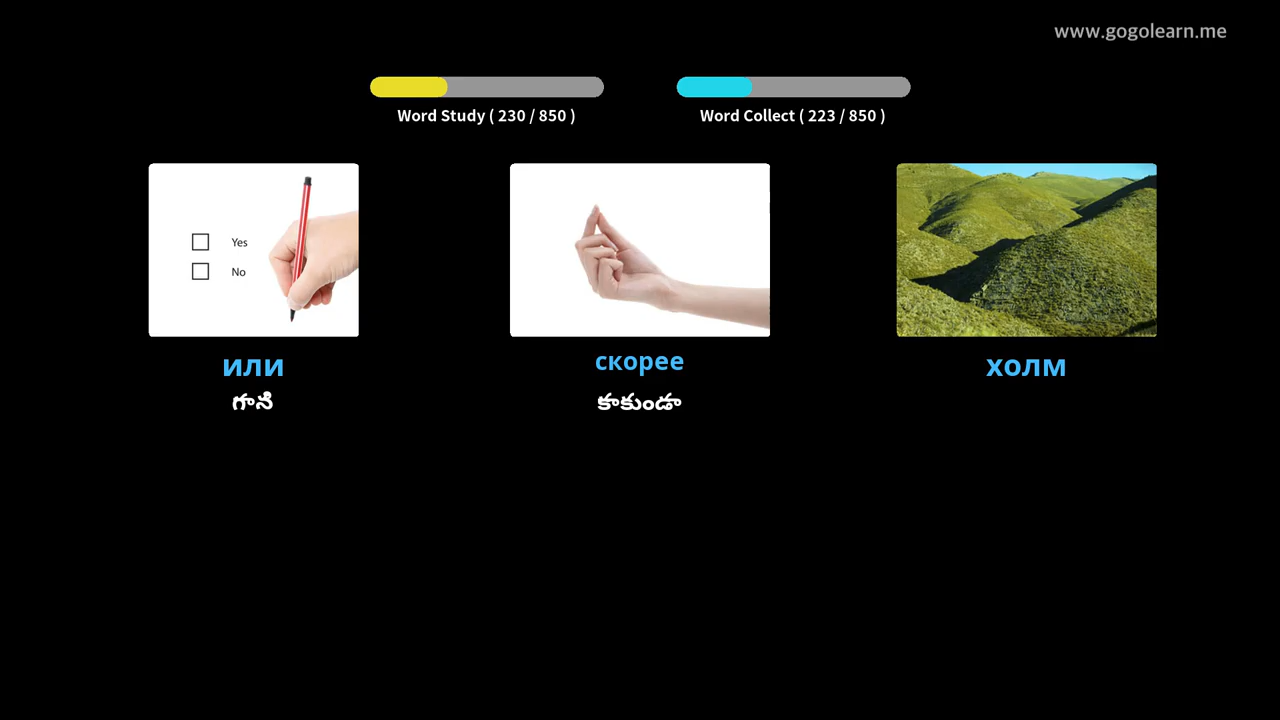 www.gogolearn.me
Word Study ( 230 / 850 )
Word Collect ( 223 / 850 )
Yes
No
или
скорее
холм
గానీ
కాకుండా